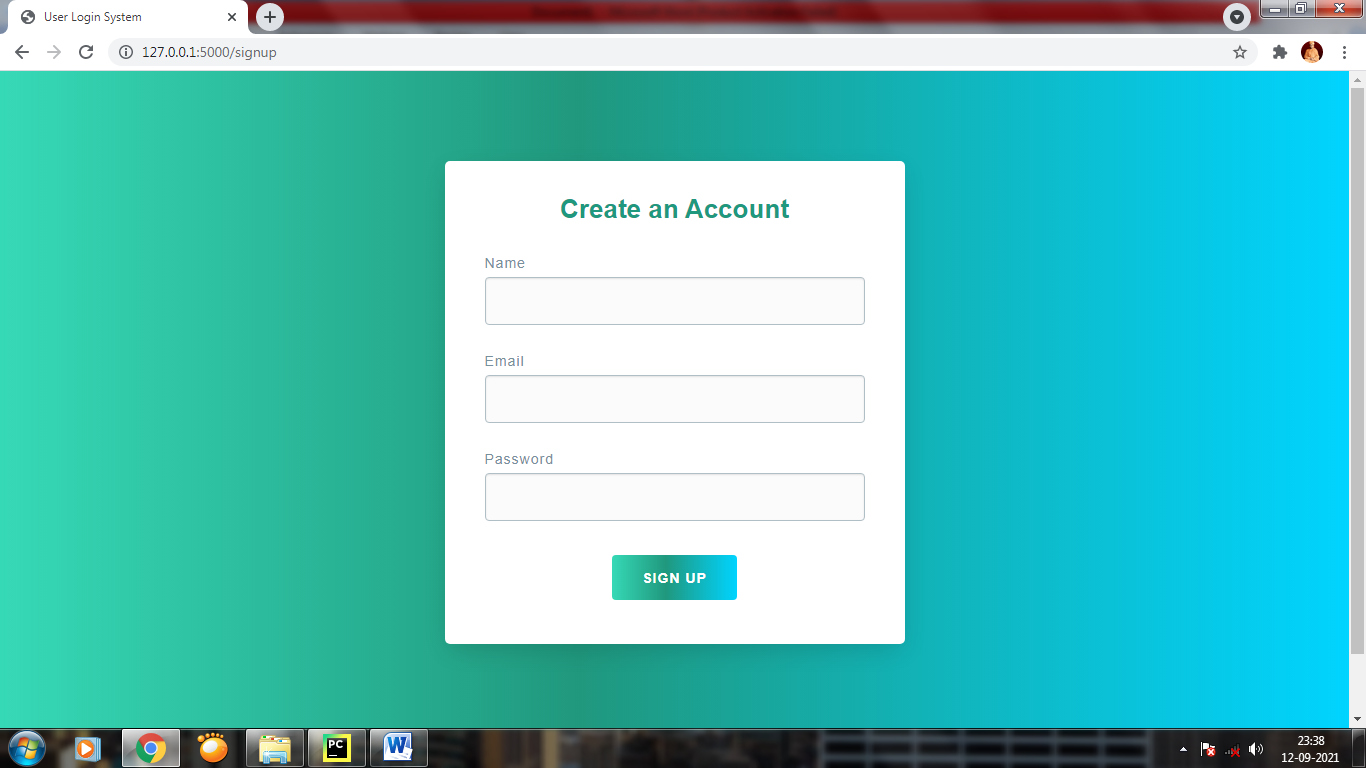 User Login System
127.0.0.1:5000/signup
Create an Account
Name
Email
Password
SIGN UP
PC
W
23:38
12-09-2021